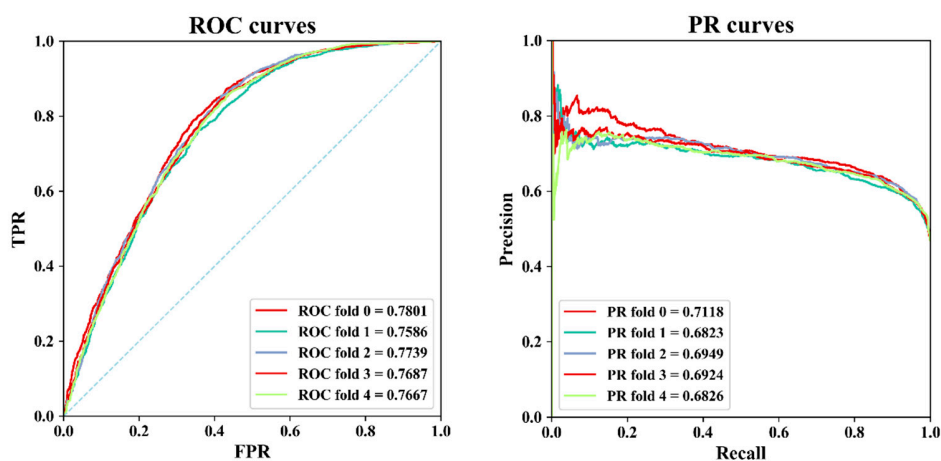 ROC curves
1.0
0.8
0.6
0.4
0.2
0.0
TPR
ROC fold 0 = 0.7801
ROC fold 1 = 0.7586
ROC fold 2 = 0.7739
ROC fold 3 = 0.7687
ROC fold 4 = 0.7667
0.0 0.2 0.4 0.6 0.8 1.0
FPR
PR curves
1.0
0.8
0.6
0.4
0.2
0.0
Precision
PR fold 0 = 0.7118
PR fold 1 = 0.6823
PR fold 2 = 0.6949
PR fold 3 = 0.6924
PR fold 4 = 0.6826
0.0 0.2 0.4 0.6 0.8 1.0
Recall